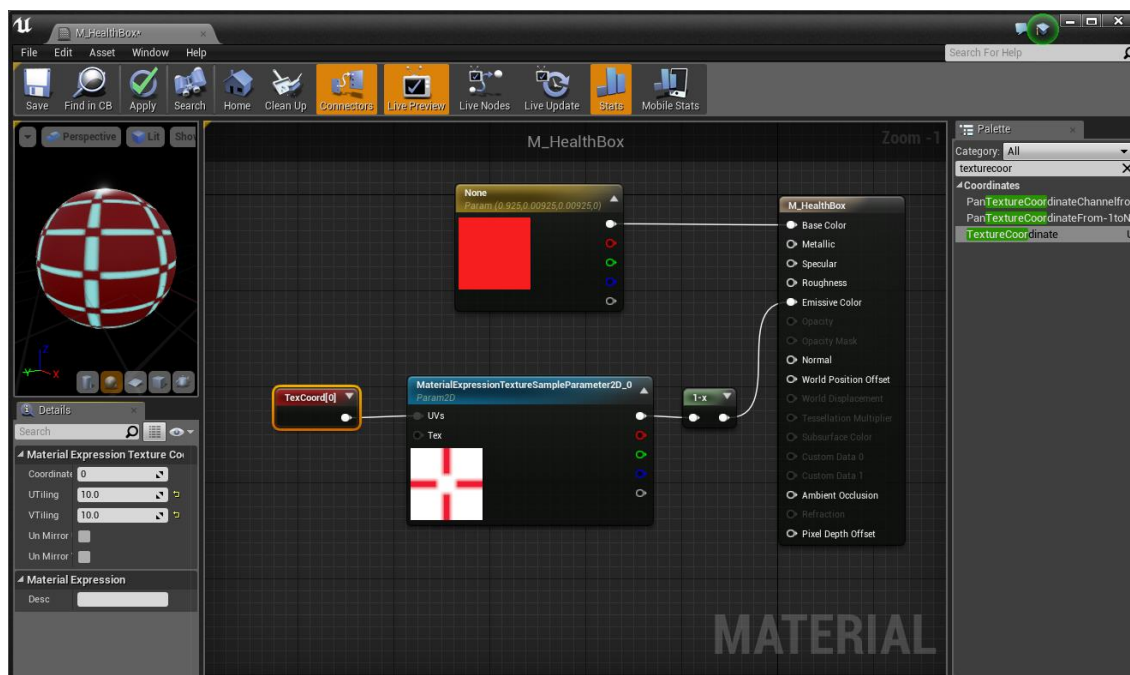 M_HealthBox*
File Edit Asset Window Help
Search For Help
Save Find in CB Apply Search Home Clean Up Connectors Live Preview Live Nodes Live Update Stats Mobile Stats
Perspective Lit Sho
M_HealthBox
Zoom -1
Palette
Category: All
texturecoor
Coordinates
PanTextureCoordinateChannelfro
PanTextureCoordinateFrom-1toN
TextureCoordinate U
None
Param (0.925,0.00925,0.00925,0)
M_HealthBox
Base Color
Metallic
Specular
Roughness
Emissive Color
Opacity
Opacity Mask
Normal
World Position Offset
World Displacement
Tessellation Multiplier
Subsurface Color
Custom Data 0
Custom Data 1
Ambient Occlusion
Refraction
Pixel Depth Offset
TexCoord[0]
MaterialExpressionTextureSampleParameter2D_0
Param2D
UVs
Tex
1-x
Z
Y X
Details
Search
Material Expression Texture Co
Coordinate 0
UTiling 10.0
VTiling 10.0
Un Mirror
Un Mirror
Material Expression
Desc
MATERIAL